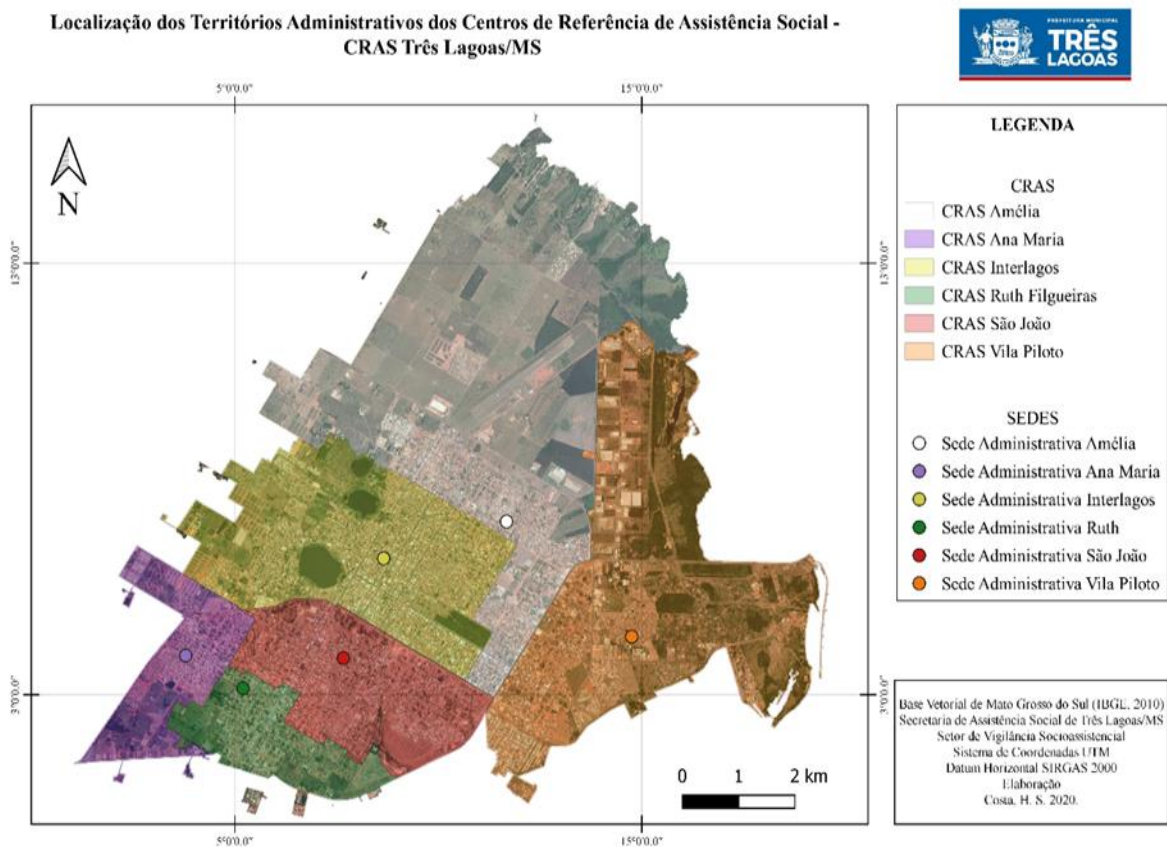 Localização dos Territórios Administrativos dos Centros de Referência de Assistência Social -
CRAS Três Lagoas/MS
PREFEITURA MUNICIPAL
TRÊS
LAGOAS
5°0'0.0"
15°0'0.0"
N
13°0'0.0"
13°0'0.0"
3°0'0.0"
3°0'0.0"
0 1 2 km
5°0'0.0"
15°0'0.0"
LEGENDA
CRAS
CRAS Amélia
CRAS Ana Maria
CRAS Interlagos
CRAS Ruth Filgueiras
CRAS São João
CRAS Vila Piloto
SEDES
Sede Administrativa Amélia
Sede Administrativa Ana Maria
Sede Administrativa Interlagos
Sede Administrativa Ruth
Sede Administrativa São João
Sede Administrativa Vila Piloto
Base Vetorial de Mato Grosso do Sul (IBGE, 2010)
Secretaria de Assistência Social de Três Lagoas/MS
Setor de Vigilância Socioassistencial
Sistema de Coordenadas UTM
Datum Horizontal SIRGAS 2000
Elaboração
Costa, H. S. 2020.